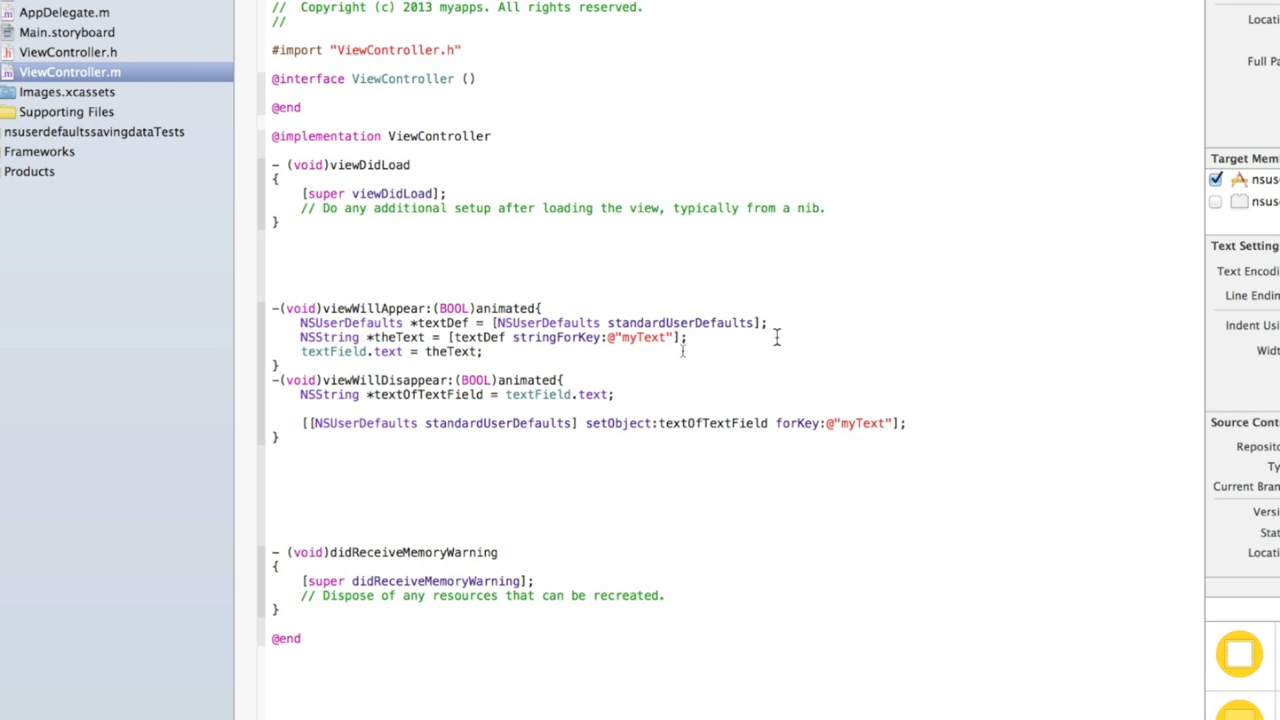 AppDelegate.m
Main.storyboard
ViewController.h
ViewController.m
Images.xcassets
Supporting Files
nsuserdefaultssavingdataTests
Frameworks
Products
//  Copyright (c) 2013 myapps. All rights reserved.
//
#import "ViewController.h"
@interface ViewController ()
@end
@implementation ViewController
- (void)viewDidLoad
{
[super viewDidLoad];
// Do any additional setup after loading the view, typically from a nib.
}
-(void)viewWillAppear:(BOOL)animated{
NSUserDefaults *textDef = [NSUserDefaults standardUserDefaults];
NSString *theText = [textDef stringForKey:@"myText"];
textField.text = theText;
}
-(void)viewWillDisappear:(BOOL)animated{
NSString *textOfTextField = textField.text;
[[NSUserDefaults standardUserDefaults] setObject:textOfTextField forKey:@"myText"];
}
- (void)didReceiveMemoryWarning
{
[super didReceiveMemoryWarning];
// Dispose of any resources that can be recreated.
}
@end
Locati
Full Pa
Target Mem
nsus
nsus
Text Setting
Text Encodi
Line Endin
Indent Usi
Widt
Source Cont
Reposito
Ty
Current Bran
Versi
Stat
Locati